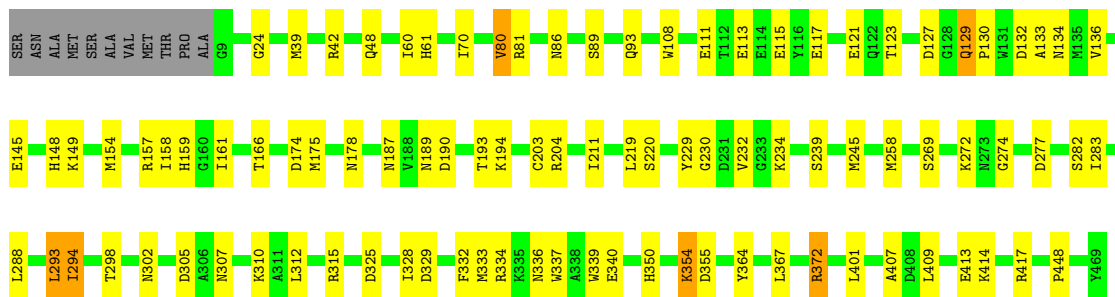 SER ASN ALA MET SER ALA VAL MET THR PRO ALA G9 G24 M39 R42 Q48 I60 H61 I70 V80 R81 N86 S89 Q93 W108 E111 T112 E113 E114 E115 Y116 E117 E121 Q122 T123 D127 G128 Q129 P130 W131 D132 A133 N134 M135 V136
E145 H148 K149 M154 R157 I158 H159 G160 I161 T166 D174 M175 N178 N187 V188 N189 D190 T193 K194 C203 R204 I211 L219 S220 Y229 G230 D231 V232 G233 K234 S239 M245 M258 S269 K272 N273 G274 D277 S282 I283
L288 L293 I294 T298 N302 D305 A306 N307 K310 A311 L312 R315 D325 I328 D329 F332 M333 R334 K335 N336 W337 A338 W339 E340 H350 K354 D355 Y364 L367 R372 L401 A407 D408 L409 E413 K414 R417 P448 Y469